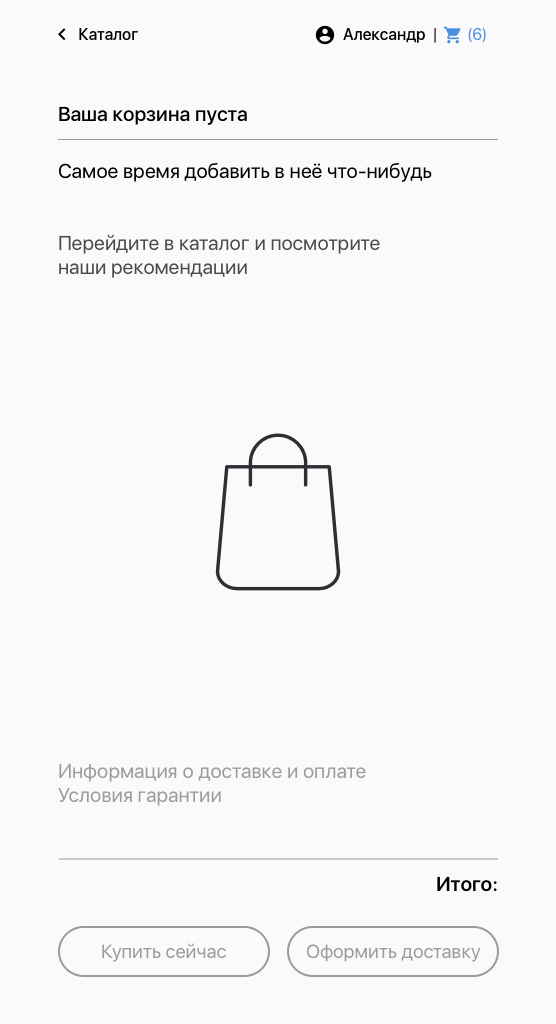 Каталог
Александр | (6)
Ваша корзина пуста
Самое время добавить в неё что-нибудь
Перейдите в каталог и посмотрите
наши рекомендации
Информация о доставке и оплате
Условия гарантии
Итого:
Купить сейчас
Оформить доставку